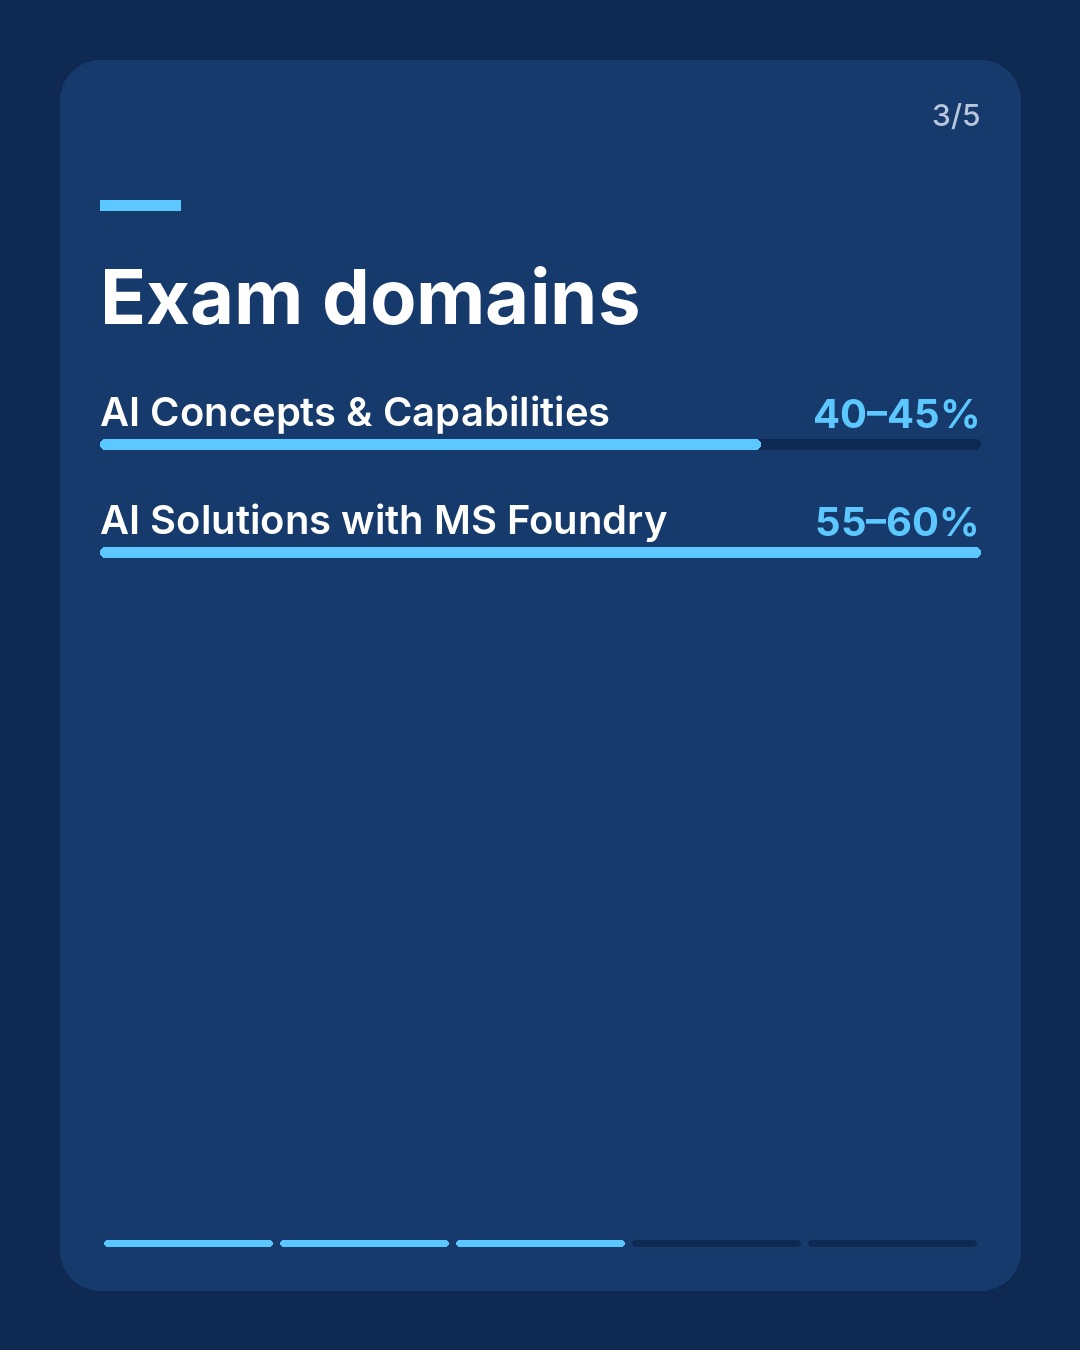 3/5
Exam domains
AI Concepts & Capabilities 40–45%
AI Solutions with MS Foundry 55–60%